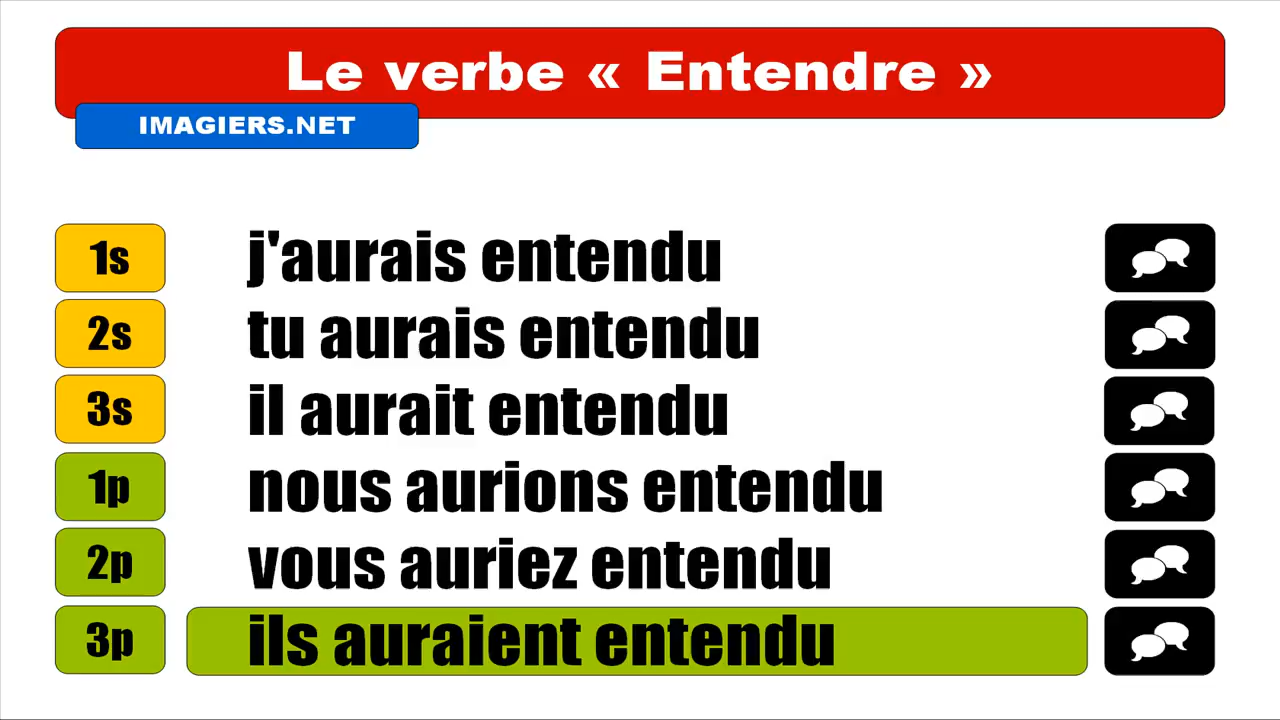 Le verbe « Entendre »
IMAGIERS.NET
1s j'aurais entendu
2s tu aurais entendu
3s il aurait entendu
1p nous aurions entendu
2p vous auriez entendu
3p ils auraient entendu